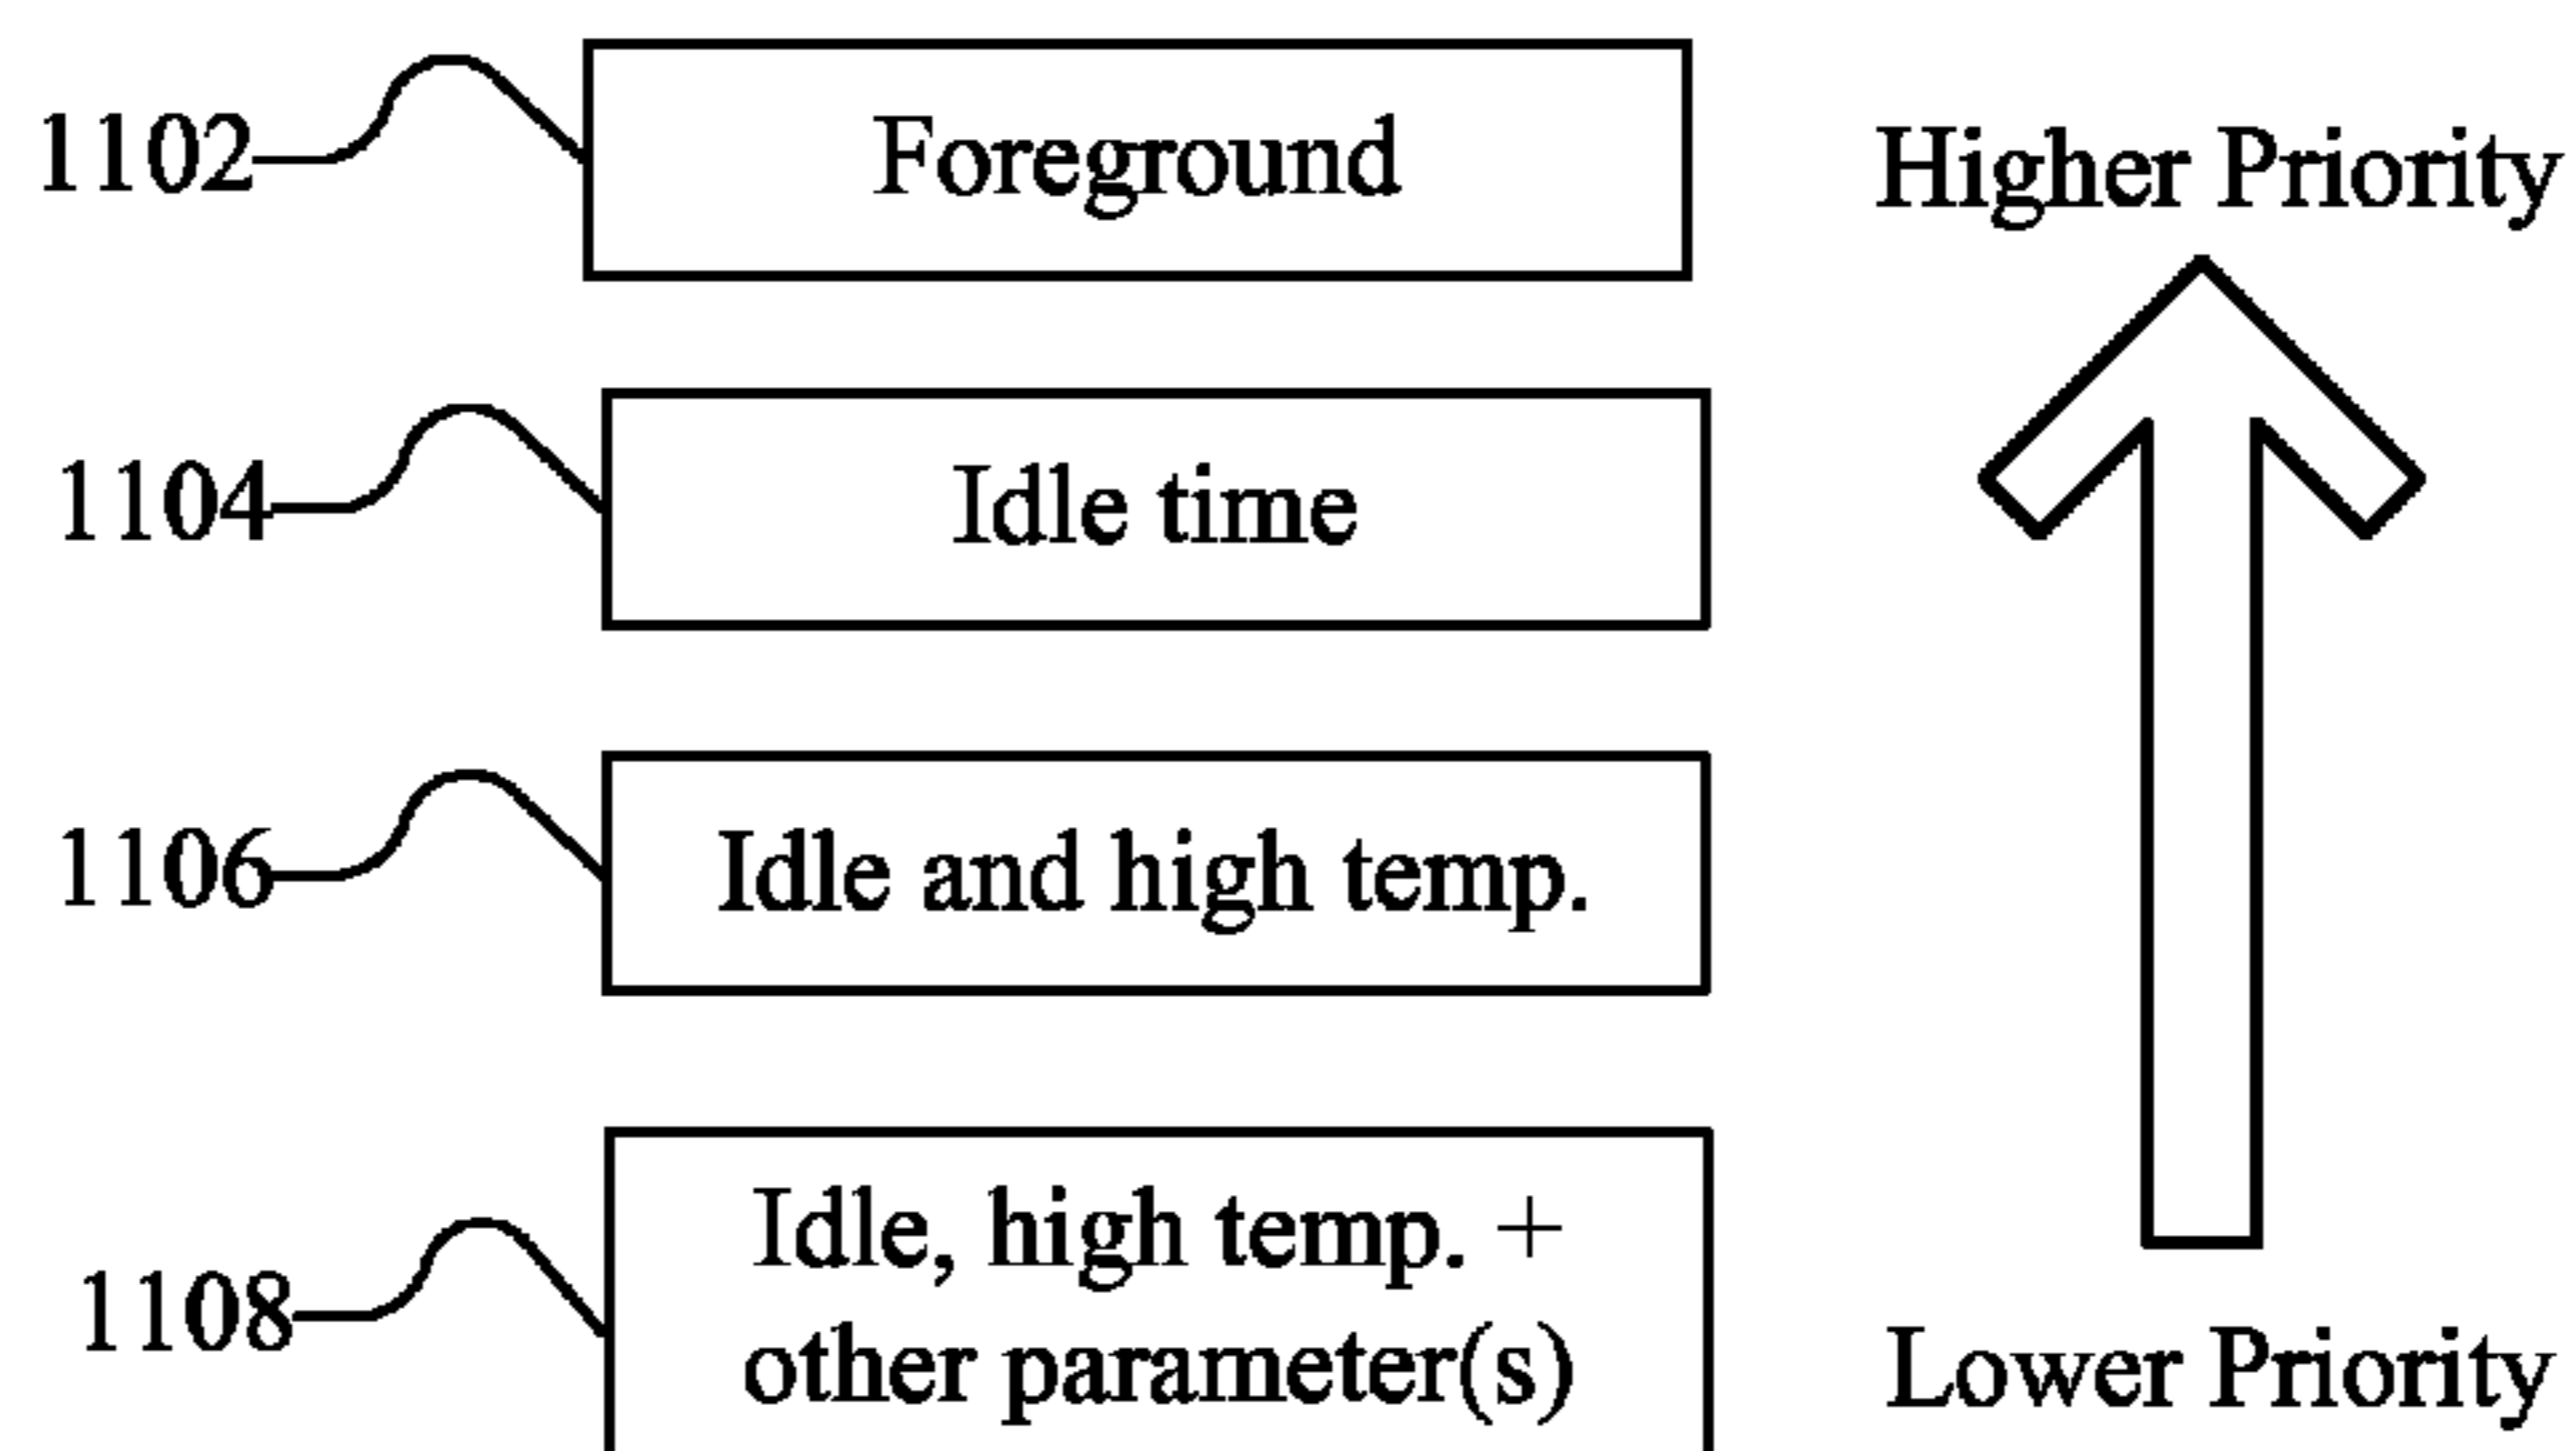 1102
Foreground
Higher Priority
1104
Idle time
1106
Idle and high temp.
1108
Idle, high temp. +
other parameter(s)
Lower Priority